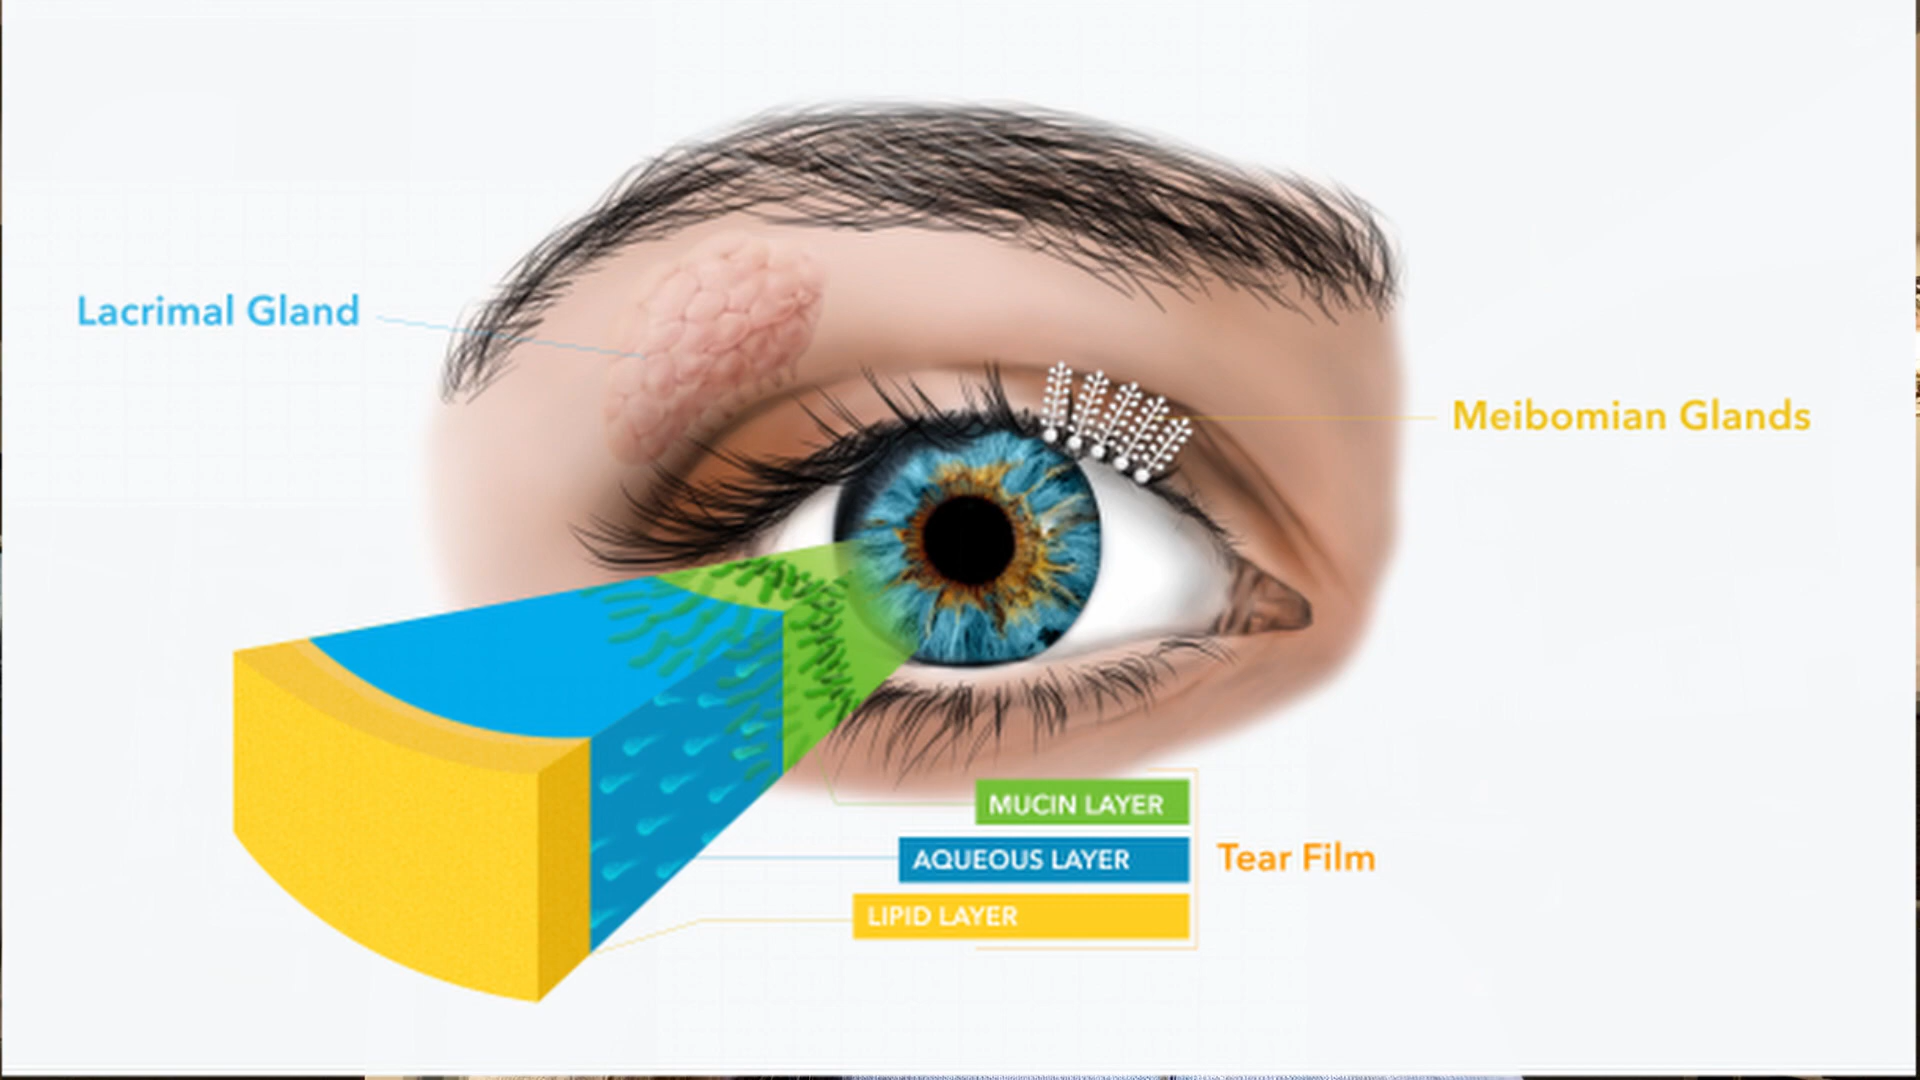 Lacrimal Gland
Meibomian Glands
MUCIN LAYER
AQUEOUS LAYER
Tear Film
LIPID LAYER